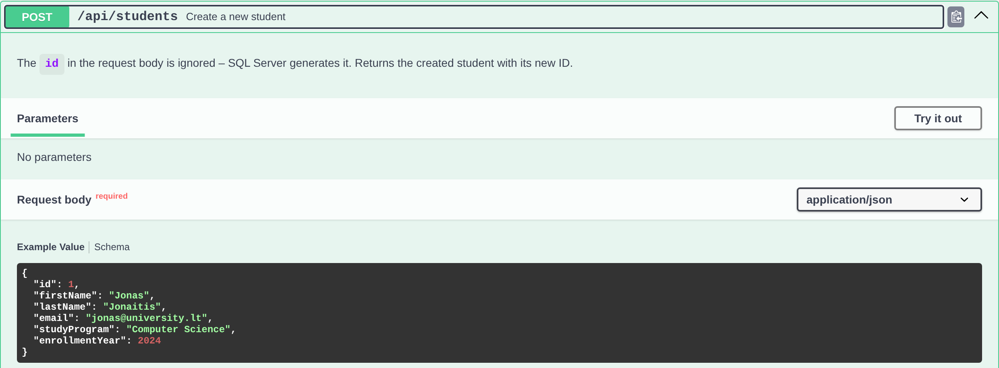 POST /api/students Create a new student
The id in the request body is ignored – SQL Server generates it. Returns the created student with its new ID.
Parameters
Try it out
No parameters
Request body required
application/json
Example Value Schema
{
  "id": 1,
  "firstName": "Jonas",
  "lastName": "Jonaitis",
  "email": "jonas@university.lt",
  "studyProgram": "Computer Science",
  "enrollmentYear": 2024
}